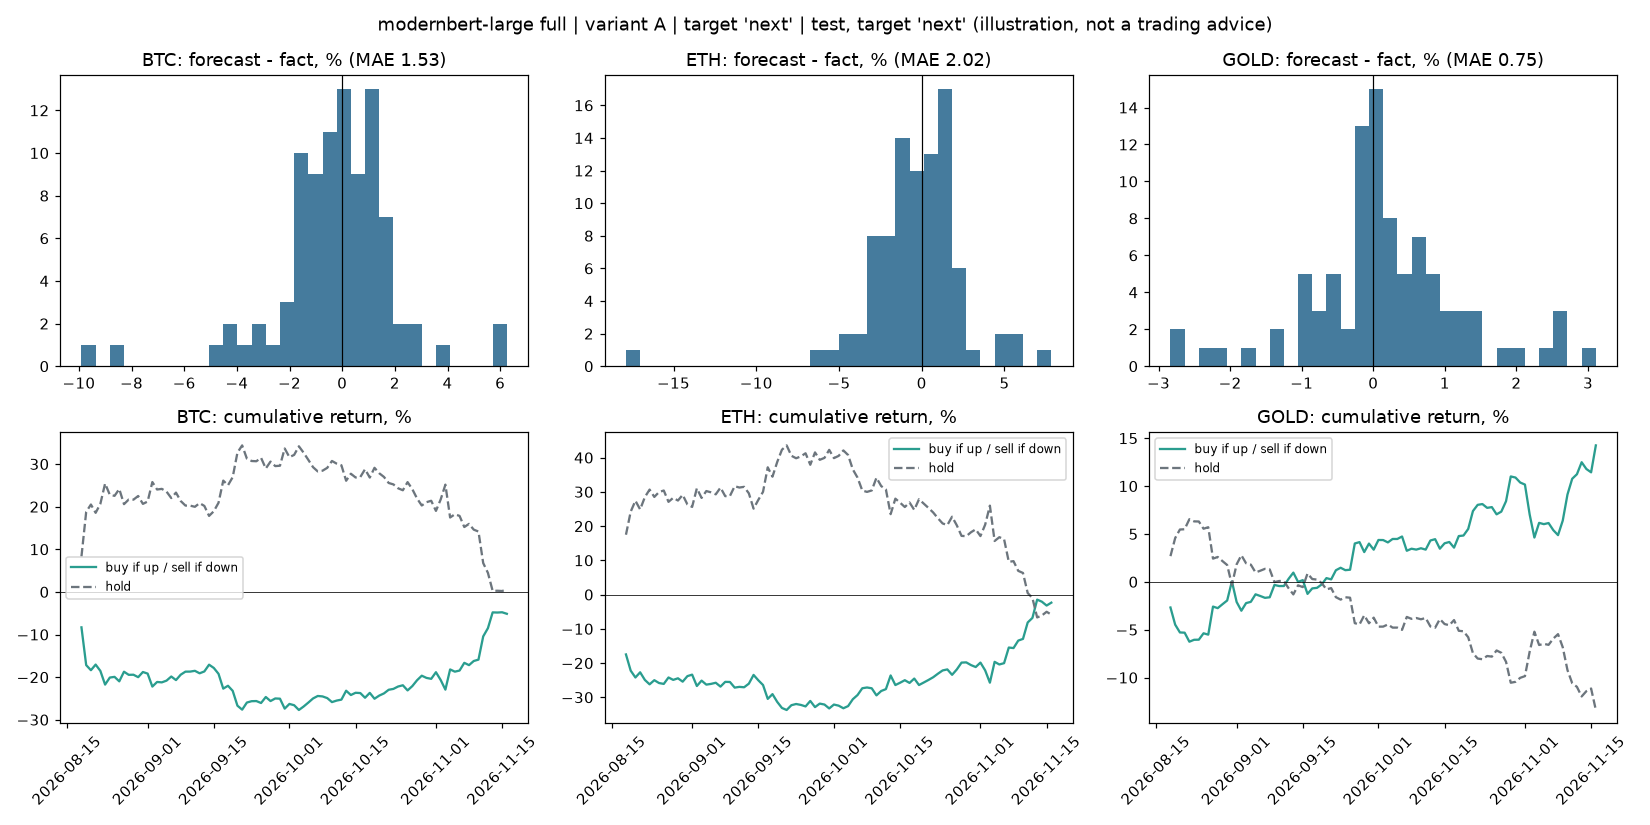 modernbert-large full | variant A | target 'next' | test, target 'next' (illustration, not a trading advice)
BTC: forecast - fact, % (MAE 1.53)
ETH: forecast - fact, % (MAE 2.02)
GOLD: forecast - fact, % (MAE 0.75)
12
10
8
6
4
2
0
−10 −8 −6 −4 −2 0 2 4 6
16
14
12
10
8
6
4
2
0
−15 −10 −5 0 5
14
12
10
8
6
4
2
0
−3 −2 −1 0 1 2 3
BTC: cumulative return, %
ETH: cumulative return, %
GOLD: cumulative return, %
30
20
10
0
−10
−20
−30
buy if up / sell if down
hold
2026-08-15 2026-09-01 2026-09-15 2026-10-01 2026-10-15 2026-11-01 2026-11-15
40
30
20
10
0
−10
−20
−30
buy if up / sell if down
hold
2026-08-15 2026-09-01 2026-09-15 2026-10-01 2026-10-15 2026-11-01 2026-11-15
15
10
5
0
−5
−10
buy if up / sell if down
hold
2026-08-15 2026-09-01 2026-09-15 2026-10-01 2026-10-15 2026-11-01 2026-11-15